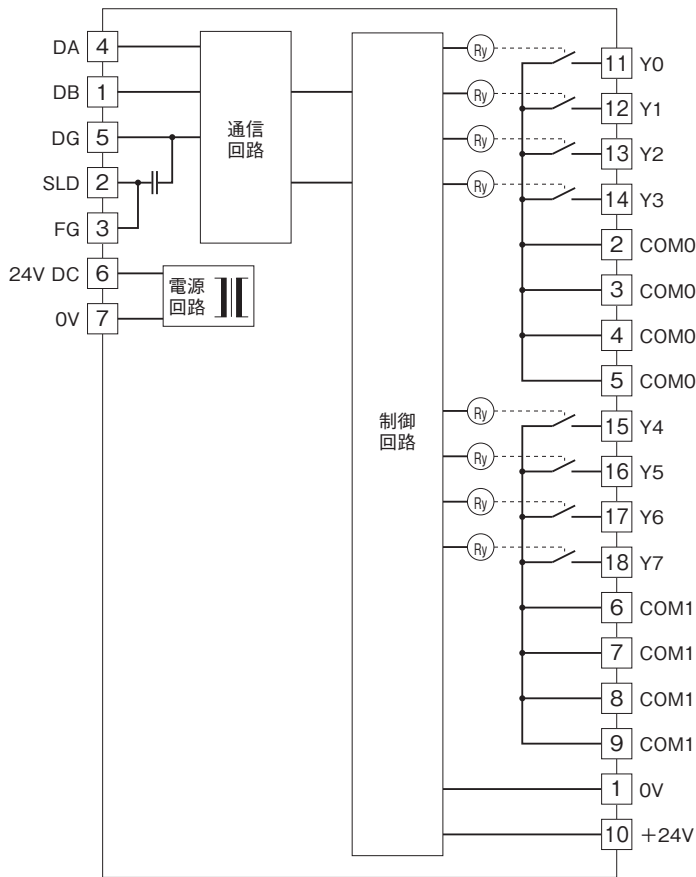 DA 4
DB 1
DG 5
SLD 2
FG 3
24V DC 6
0V 7
通信
回路
電源
回路
制御
回路
Ry
Ry
Ry
Ry
Ry
Ry
Ry
Ry
11 Y0
12 Y1
13 Y2
14 Y3
2 COM0
3 COM0
4 COM0
5 COM0
15 Y4
16 Y5
17 Y6
18 Y7
6 COM1
7 COM1
8 COM1
9 COM1
1 0V
10 +24V